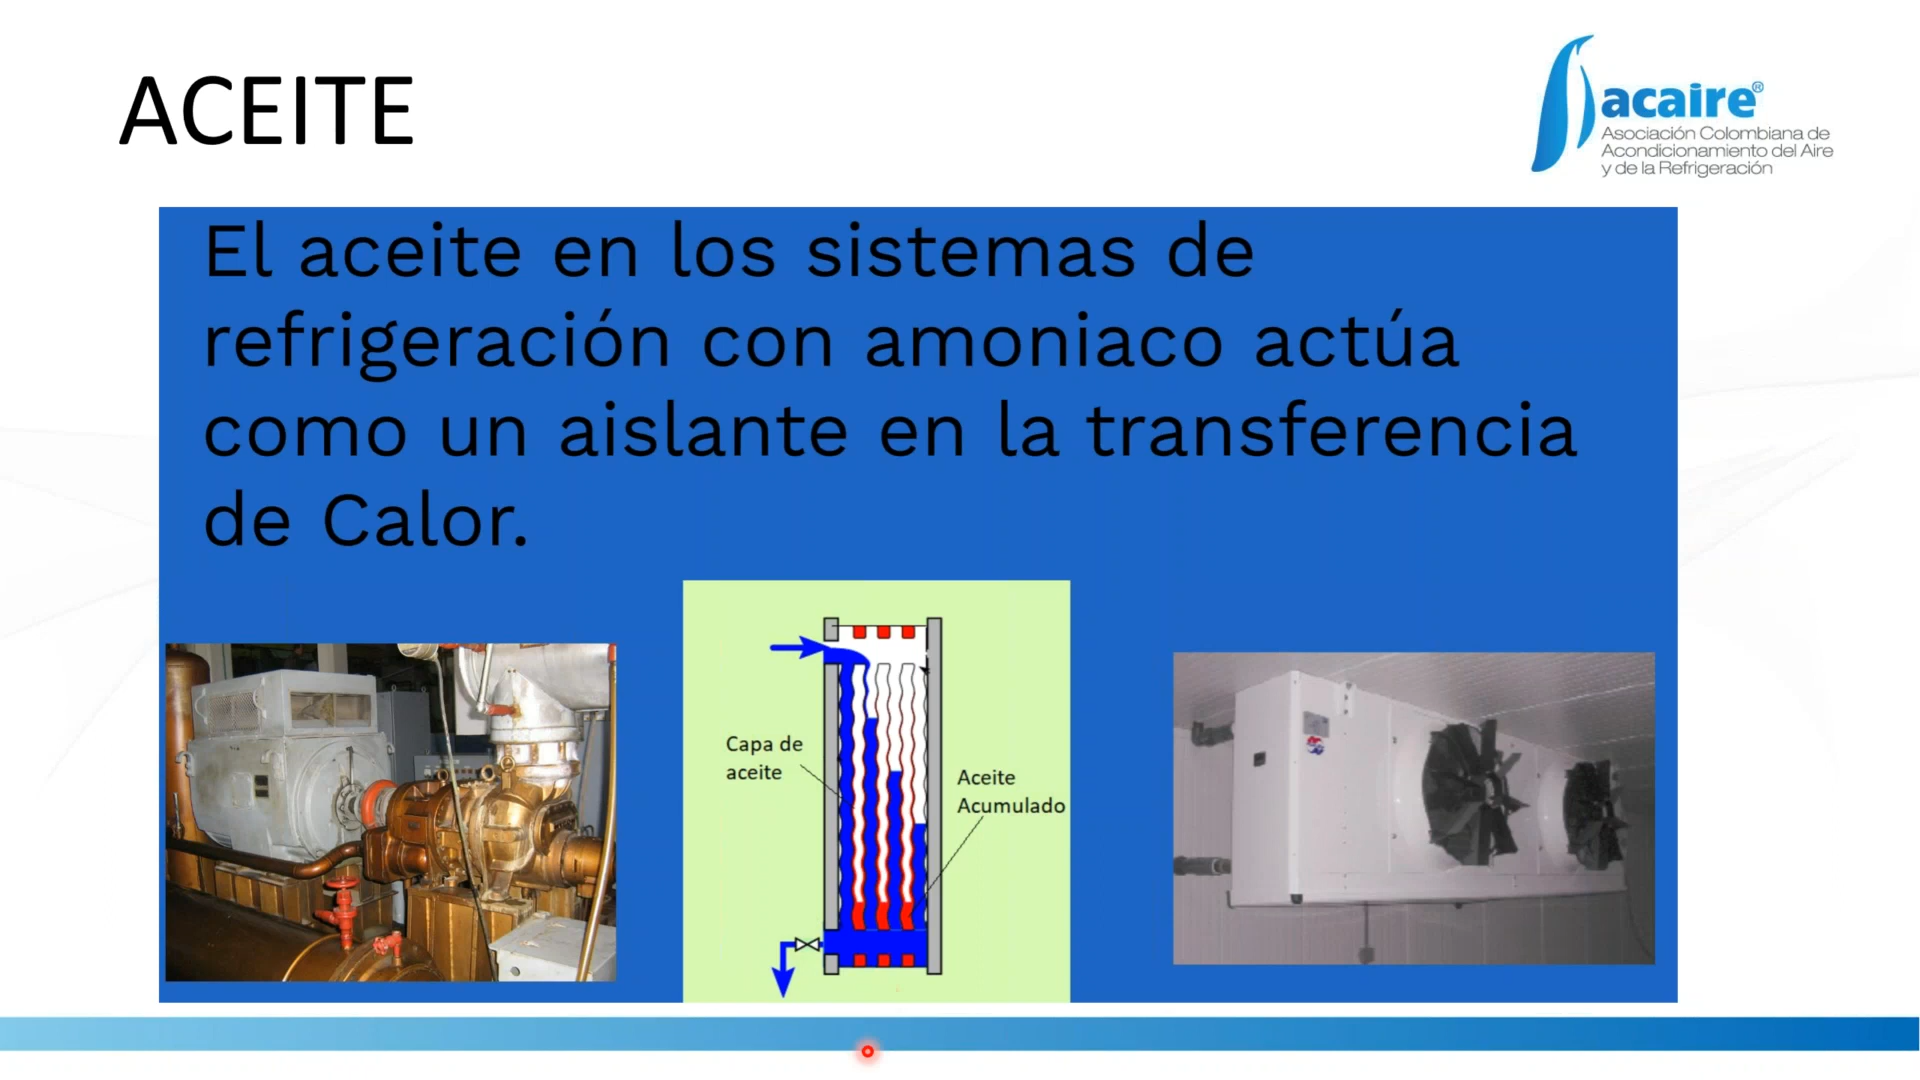 ACEITE
acaire®
Asociación Colombiana de
Acondicionamiento del Aire
y de la Refrigeración
El aceite en los sistemas de
refrigeración con amoniaco actúa
como un aislante en la transferencia
de Calor.
Capa de
aceite
Aceite
Acumulado